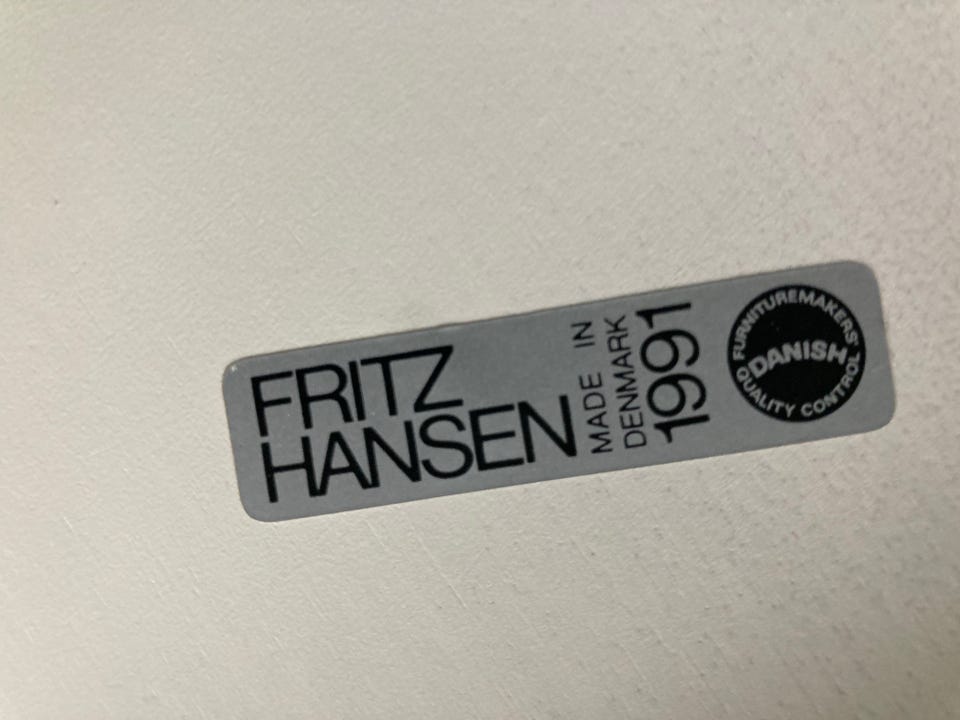 FRITZ
HANSEN
MADE IN
DENMARK
1991
FURNITUREMAKERS'
DANISH
QUALITY CONTROL